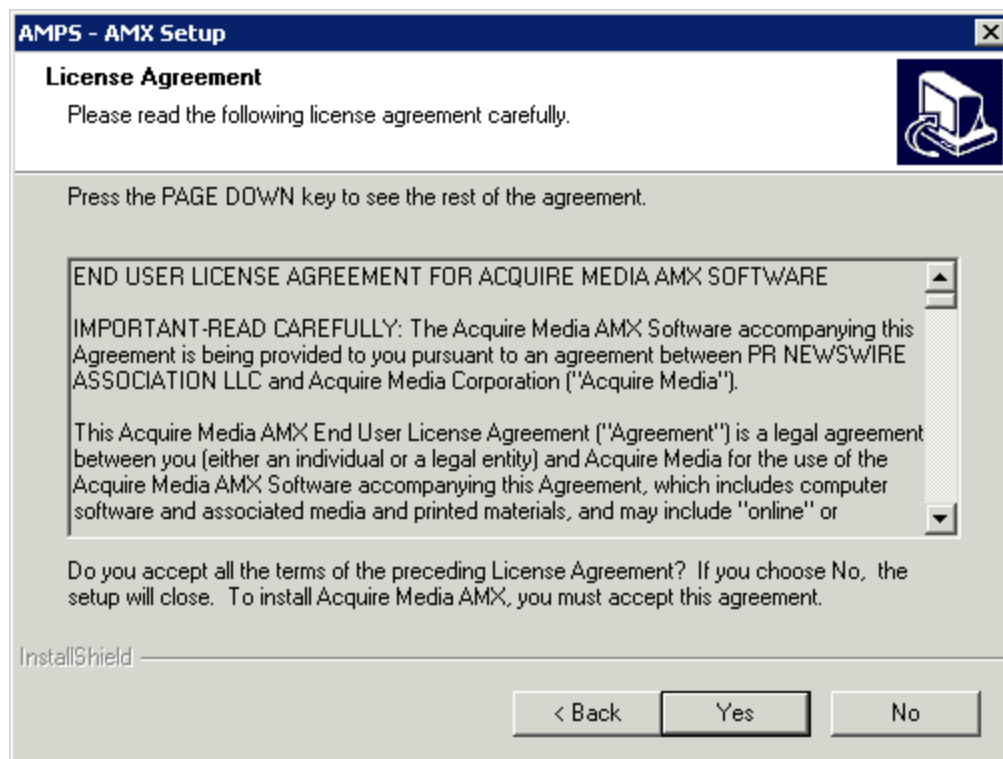 AMPS - AMX Setup
License Agreement
Please read the following license agreement carefully.
Press the PAGE DOWN key to see the rest of the agreement.
END USER LICENSE AGREEMENT FOR ACQUIRE MEDIA AMX SOFTWARE
IMPORTANT-READ CAREFULLY: The Acquire Media AMX Software accompanying this
Agreement is being provided to you pursuant to an agreement between PR NEWSWIRE
ASSOCIATION LLC and Acquire Media Corporation ("Acquire Media").
This Acquire Media AMX End User License Agreement ("Agreement") is a legal agreement
between you (either an individual or a legal entity) and Acquire Media for the use of the
Acquire Media AMX Software accompanying this Agreement, which includes computer
software and associated media and printed materials, and may include "online" or
Do you accept all the terms of the preceding License Agreement?  If you choose No,  the
setup will close.  To install Acquire Media AMX, you must accept this agreement.
InstallShield
< Back Yes No